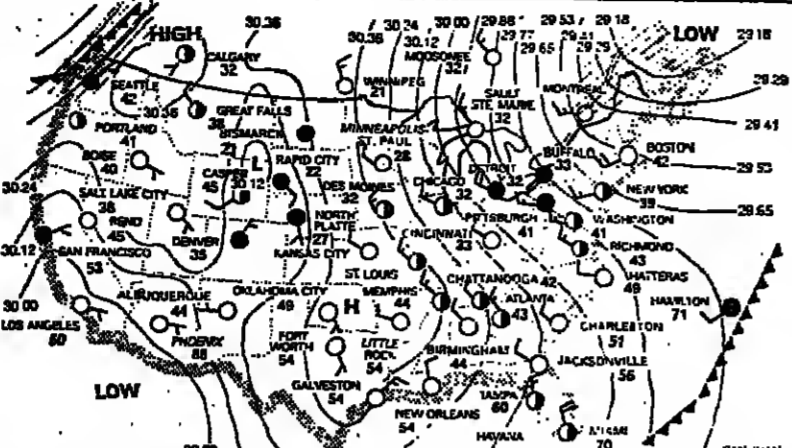 30.36
30.24
30.00
29.88
29.53
29.18
HIGH
30.36
30.12
29.77
29.65
LOW
29.18
CALGARY
32
MOOSONEE
32
WINNIPEG
21
SEATTLE
42
SAULT
STE. MARIE
32
MONTREAL
29.29
30.36
GREAT FALLS
38
PORTLAND
41
BISMARCK
21
MINNEAPOLIS
ST. PAUL
28
29.41
BOISE
40
L
RAPID CITY
22
BUFFALO
33
BOSTON
42
29.53
CASPER
45
30.12
DES MOINES
32
CHICAGO
32
DETROIT
32
30.24
SALT LAKE CITY
38
NEW YORK
39
29.65
RENO
45
NORTH
PLATTE
27
PITTSBURGH
41
WASHINGTON
41
DENVER
35
30.12
SAN FRANCISCO
53
KANSAS CITY
CINCINNATI
33
RICHMOND
43
ST. LOUIS
CHATTANOOGA 42
HATTERAS
49
30.00
ALBUQUERQUE
44
OKLAHOMA CITY
49
H
MEMPHIS
44
ATLANTA
43
HAMILTON
71
LOS ANGELES
60
PHOENIX
FORT
WORTH
54
LITTLE
ROCK
54
CHARLESTON
51
BIRMINGHAM
44
JACKSONVILLE
56
LOW
GALVESTON
54
NEW ORLEANS
54
TAMPA
60
HAVANA
MIAMI
70